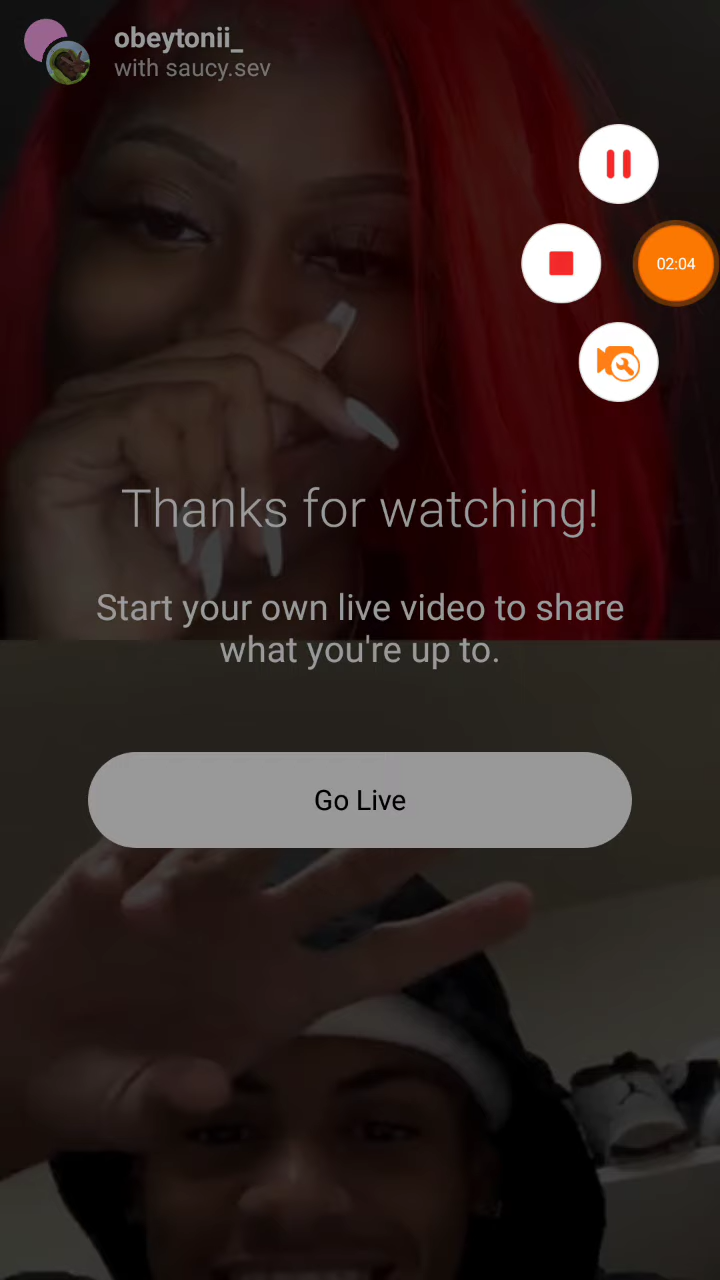 obeytonii_
with saucy.sev
02:04
Thanks for watching!
Start your own live video to share
what you're up to.
Go Live